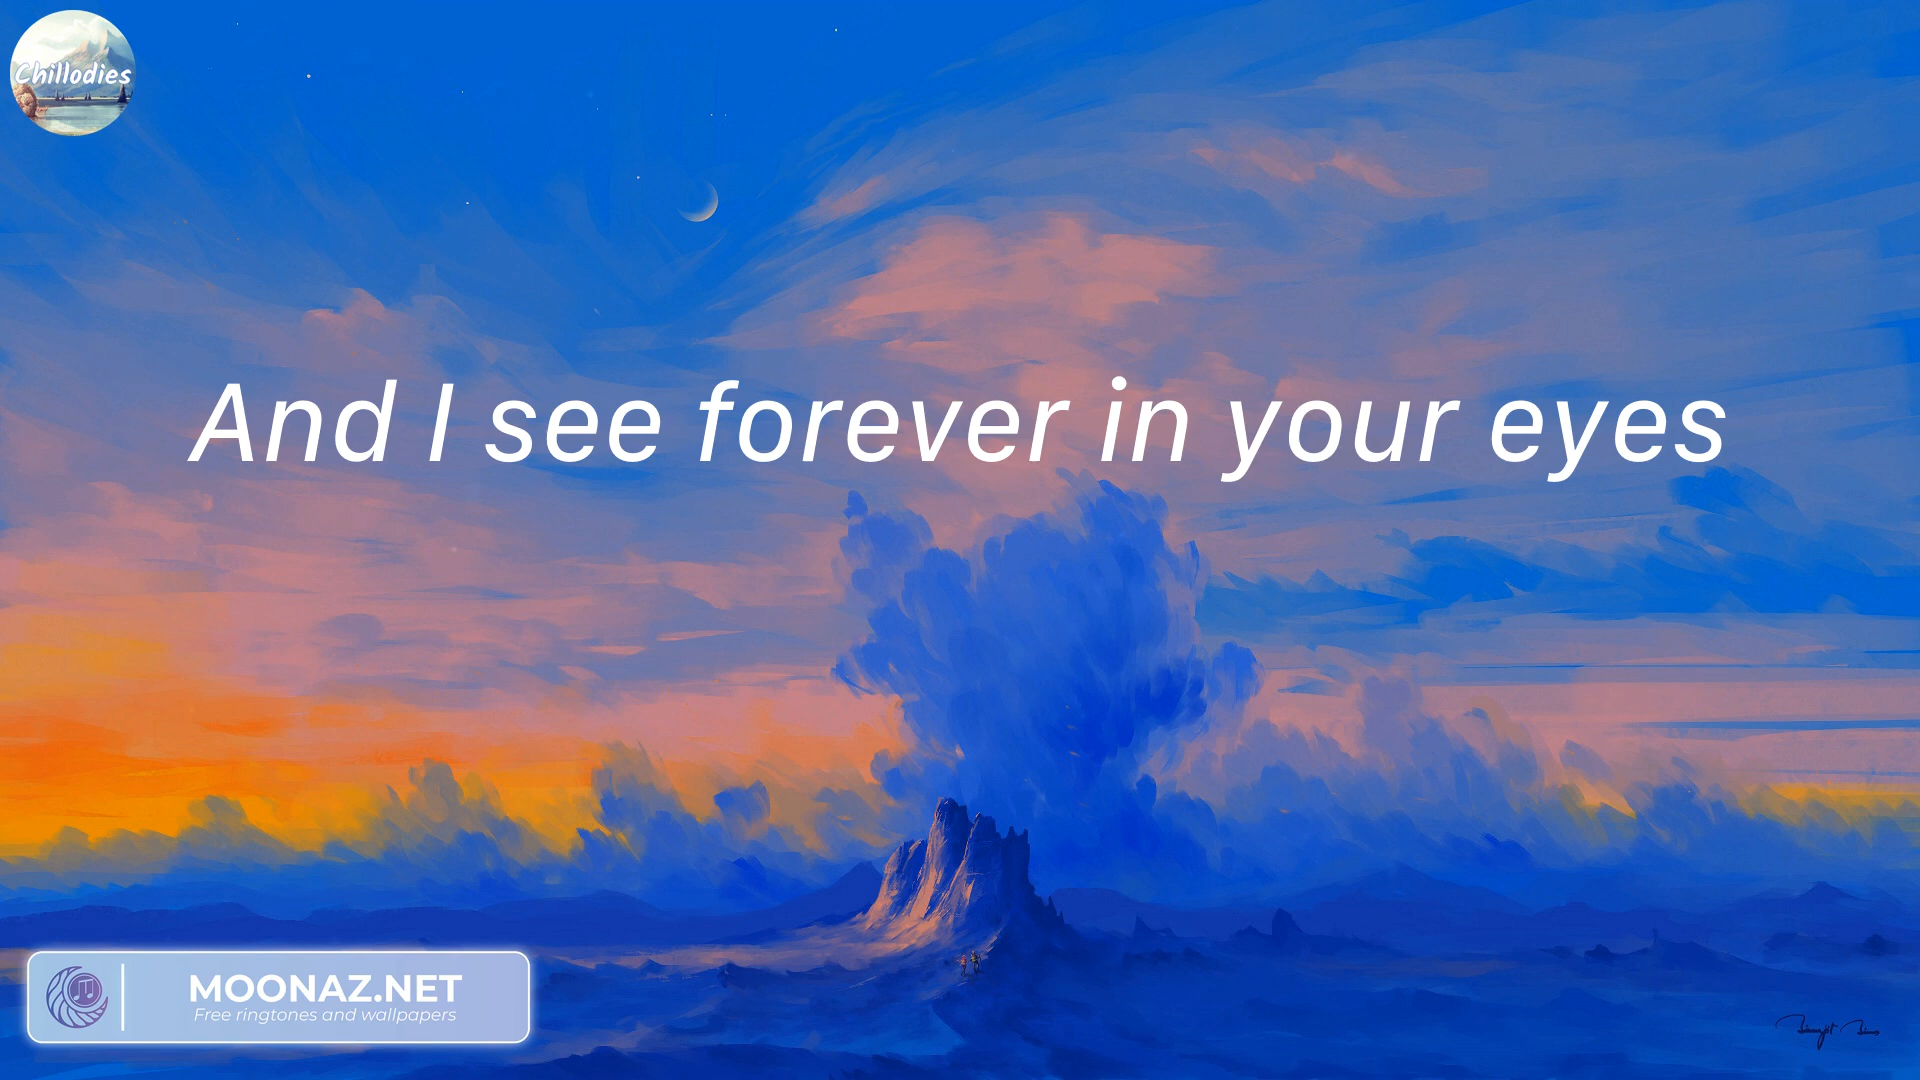 Chillodies
And I see forever in your eyes
MOONAZ.NET
Free ringtones and wallpapers